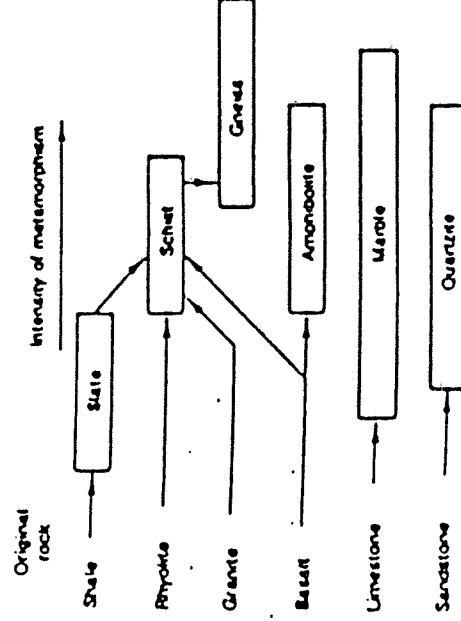 Original
rock
Intensity of metamorphism
Shale
Slate
Rhyolite
Schist
Granite
Gneiss
Basalt
Amphibolite
Limestone
Marble
Sandstone
Quartzite